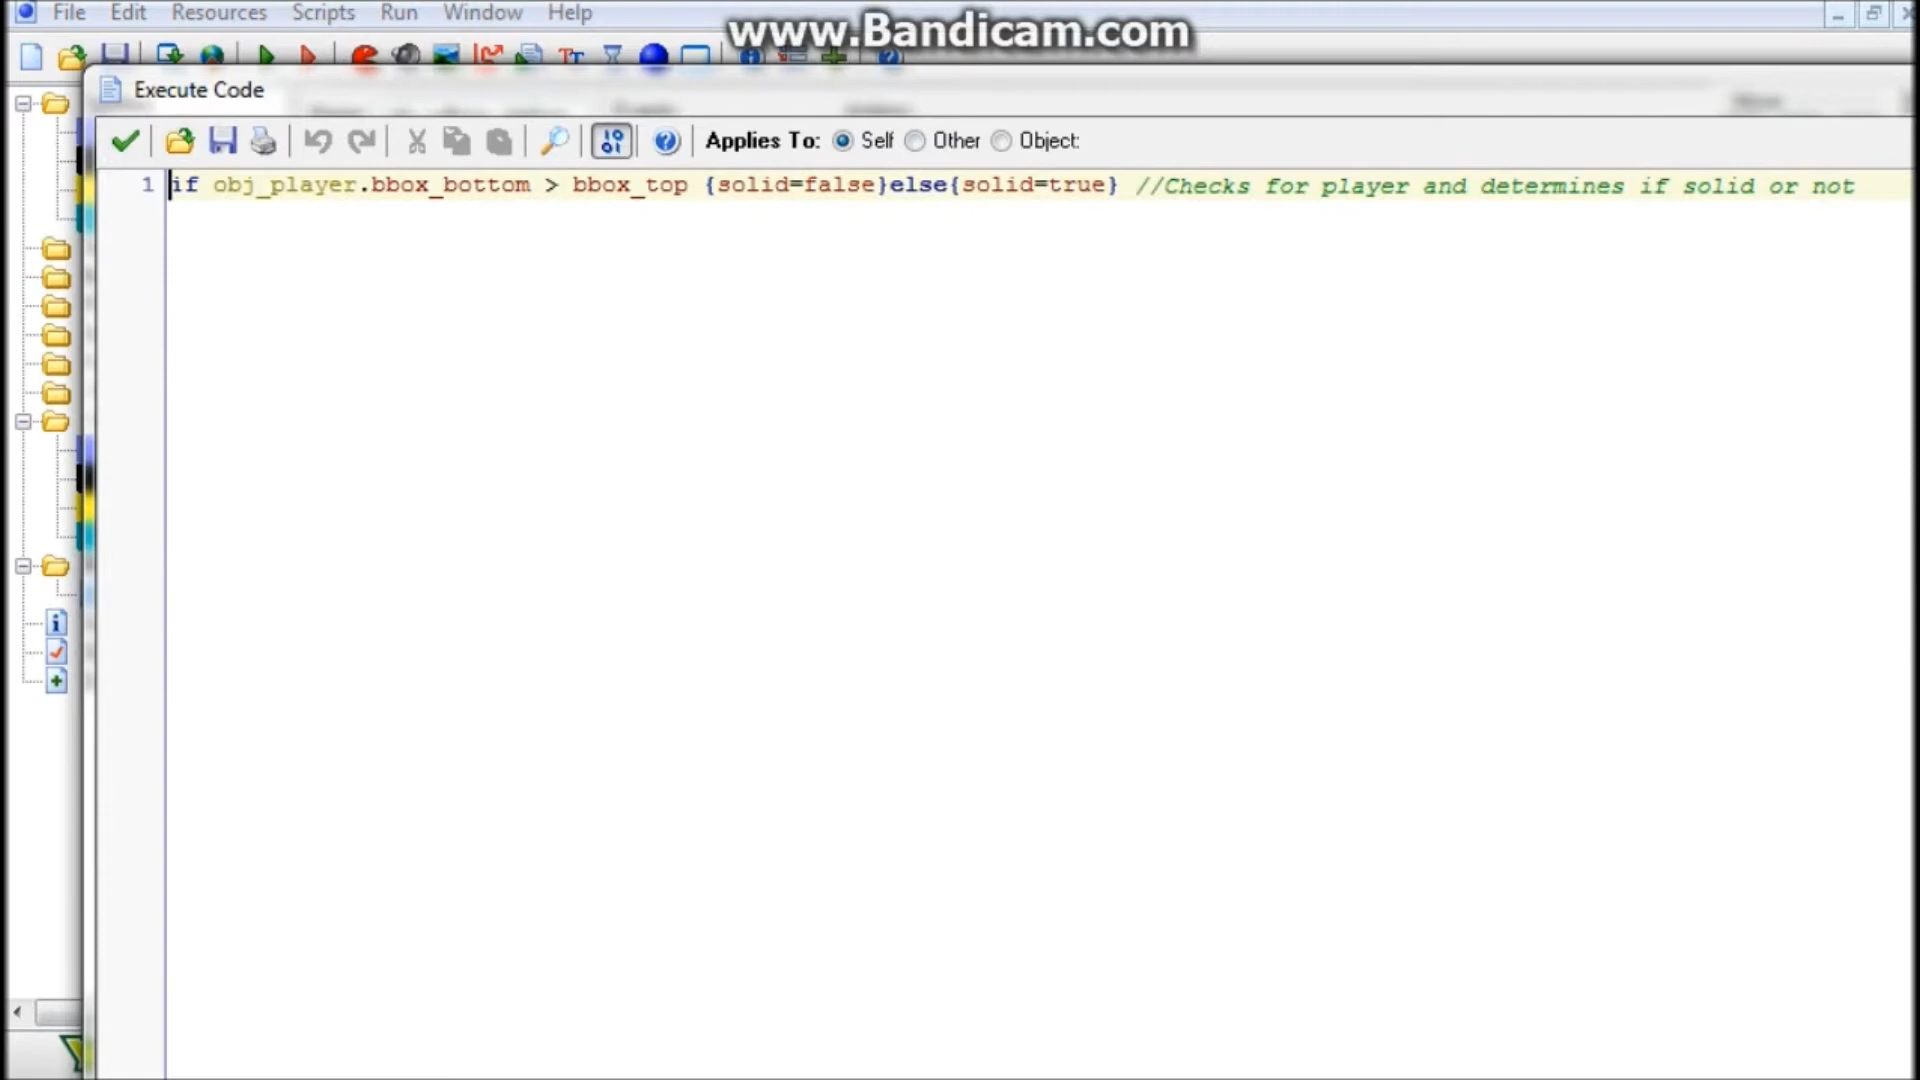 File Edit Resources Scripts Run Window Help
www.Bandicam.com
Execute Code
Applies To: Self Other Object:
1 if obj_player.bbox_bottom > bbox_top {solid=false}else{solid=true} //Checks for player and determines if solid or not